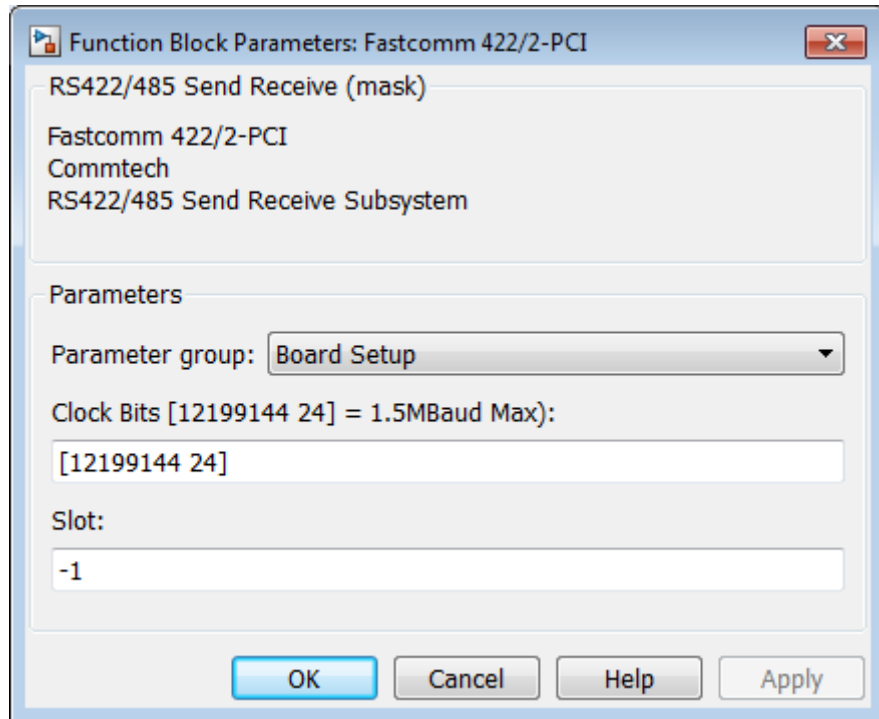 Function Block Parameters: Fastcomm 422/2-PCI
RS422/485 Send Receive (mask)
Fastcomm 422/2-PCI
Commtech
RS422/485 Send Receive Subsystem
Parameters
Parameter group: Board Setup
Clock Bits [12199144 24] = 1.5MBaud Max):
[12199144 24]
Slot:
-1
OK Cancel Help Apply